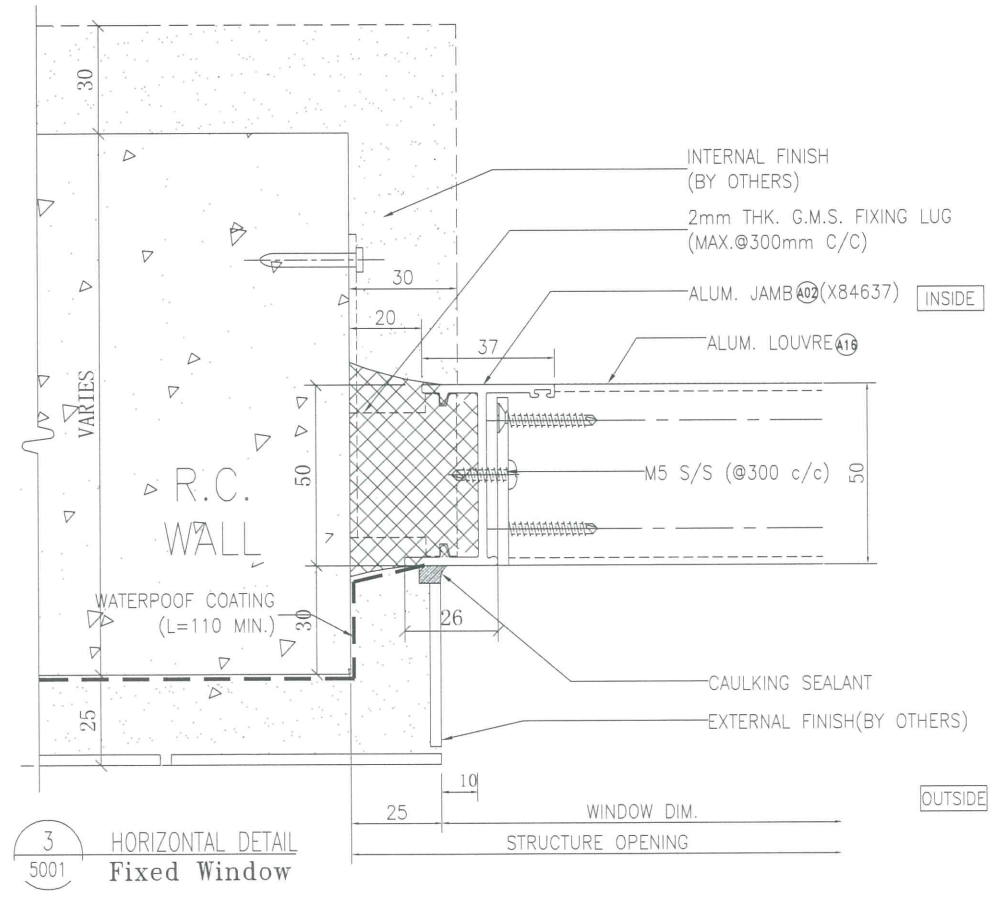 30
INTERNAL FINISH
(BY OTHERS)
2mm THK. G.M.S. FIXING LUG
(MAX.@300mm C/C)
30
ALUM. JAMB A02 (X84637)
INSIDE
20
37
ALUM. LOUVRE A16
VARIES
50
R.C.
WALL
M5 S/S (@300 c/c)
50
WATERPOOF COATING
(L=110 MIN.)
30
26
CAULKING SEALANT
25
EXTERNAL FINISH(BY OTHERS)
10
OUTSIDE
25
WINDOW DIM.
3
5001
HORIZONTAL DETAIL
Fixed Window
STRUCTURE OPENING